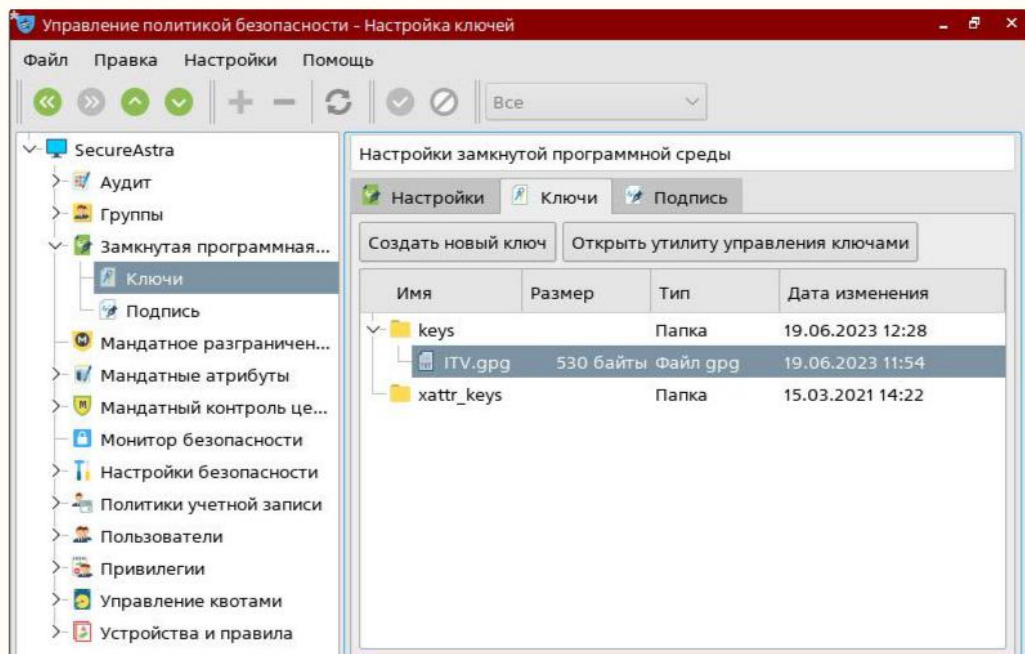 Управление политикой безопасности - Настройка ключей
Файл Правка Настройки Помощь
Все
SecureAstra
Аудит
Группы
Замкнутая программная...
Ключи
Подпись
Мандатное разграничен...
Мандатные атрибуты
Мандатный контроль це...
Монитор безопасности
Настройки безопасности
Политики учетной записи
Пользователи
Привилегии
Управление квотами
Устройства и правила
Настройки замкнутой программной среды
Настройки Ключи Подпись
Создать новый ключ Открыть утилиту управления ключами
Имя Размер Тип Дата изменения
keys Папка 19.06.2023 12:28
ITV.gpg 530 байты Файл gpg 19.06.2023 11:54
xattr_keys Папка 15.03.2021 14:22